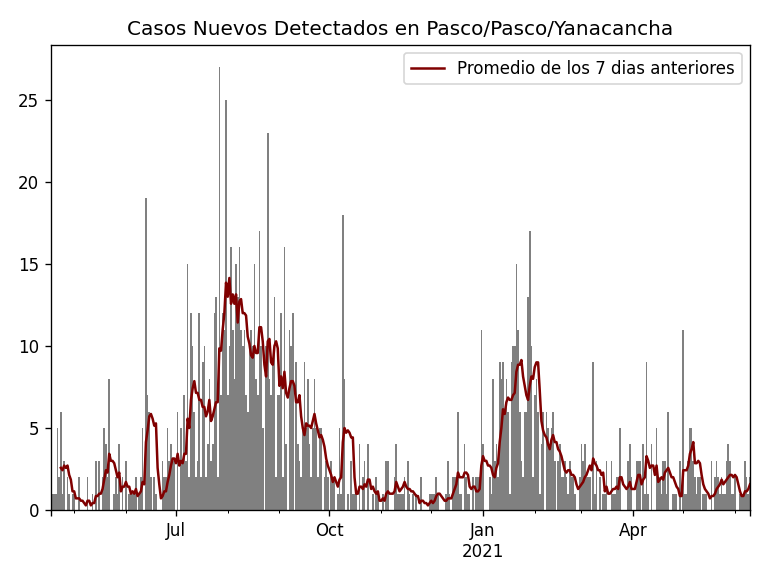 Casos Nuevos Detectados en Pasco/Pasco/Yanacancha
Promedio de los 7 dias anteriores
25
20
15
10
5
0
Jul
Oct
Jan
2021
Apr